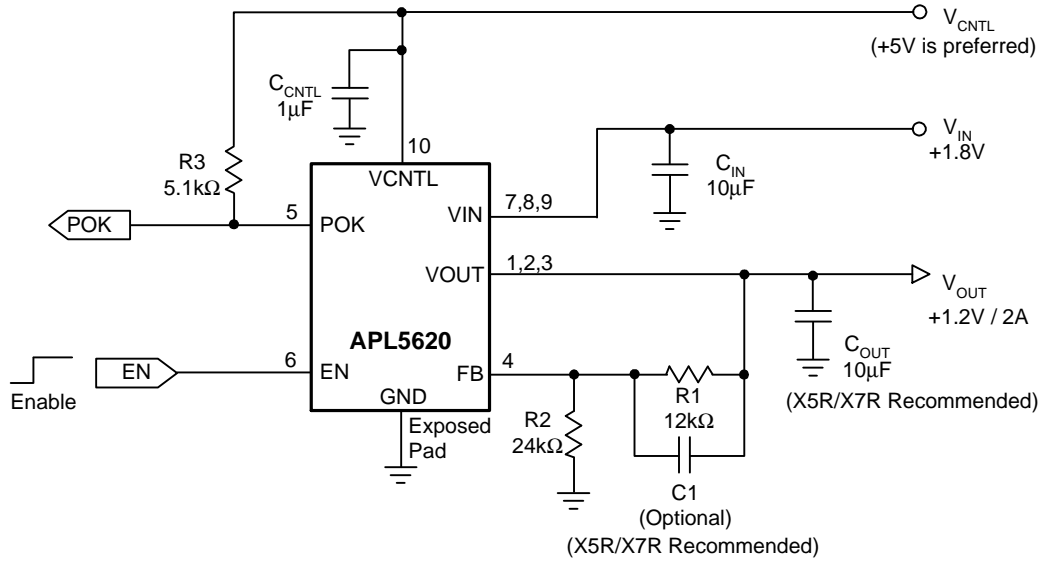 V_CNTL
(+5V is preferred)
C_CNTL
1μF
10
VCNTL
R3
5.1kΩ
V_IN
+1.8V
C_IN
10μF
7,8,9
VIN
POK
5
POK
VOUT
1,2,3
V_OUT
+1.2V / 2A
APL5620
C_OUT
10μF
(X5R/X7R Recommended)
Enable
EN
6
EN
FB
4
GND
Exposed
Pad
R2
24kΩ
R1
12kΩ
C1
(Optional)
(X5R/X7R Recommended)